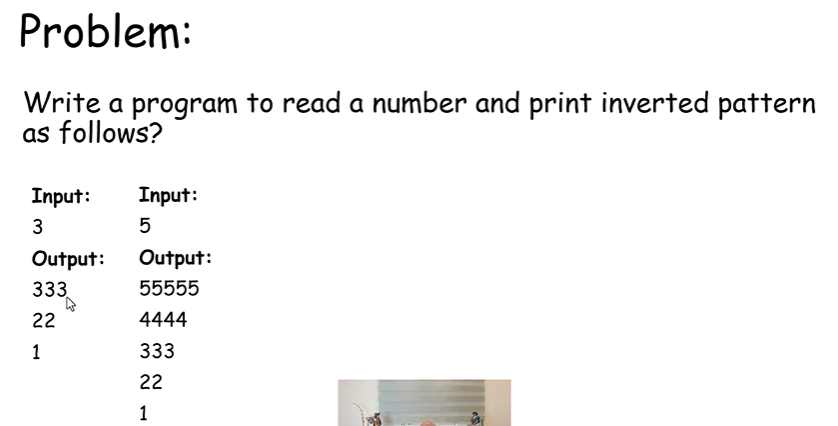 Problem:
Write a program to read a number and print inverted pattern
as follows?
Input:
3
Output:
333
22
1
Input:
5
Output:
55555
4444
333
22
1